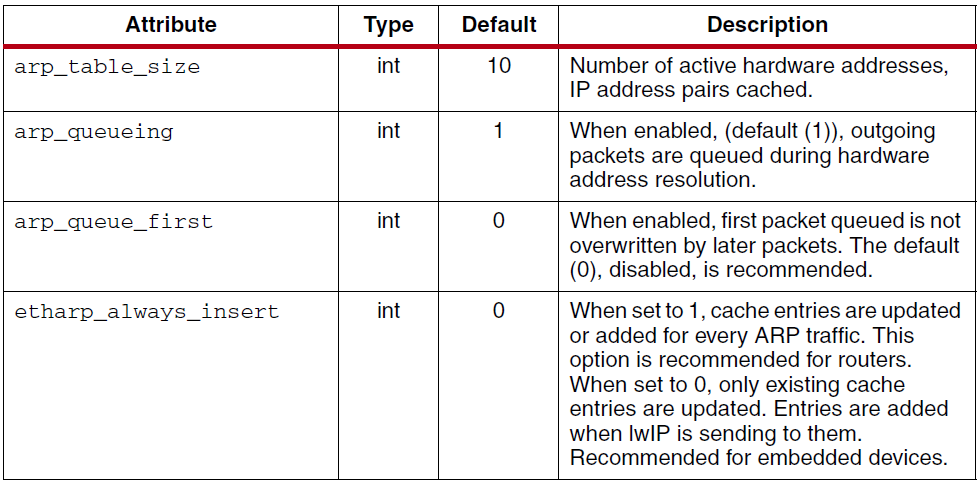 Attribute Type Default Description
arp_table_size int 10 Number of active hardware addresses,
IP address pairs cached.
arp_queueing int 1 When enabled, (default (1)), outgoing
packets are queued during hardware
address resolution.
arp_queue_first int 0 When enabled, first packet queued is not
overwritten by later packets. The default
(0), disabled, is recommended.
etharp_always_insert int 0 When set to 1, cache entries are updated
or added for every ARP traffic. This
option is recommended for routers.
When set to 0, only existing cache
entries are updated. Entries are added
when lwIP is sending to them.
Recommended for embedded devices.